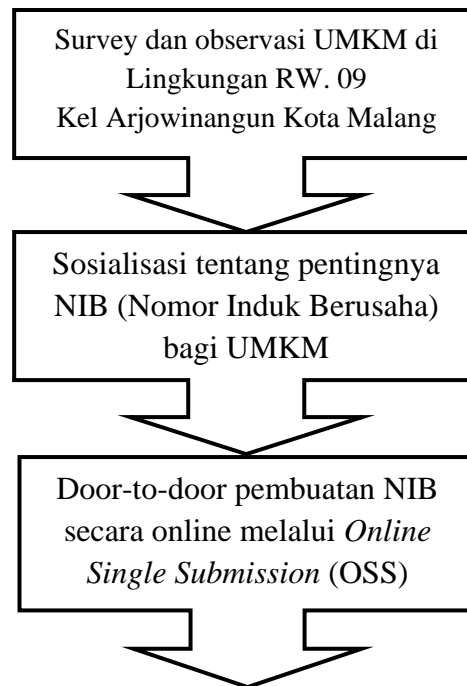 Survey dan observasi UMKM di
Lingkungan RW. 09
Kel Arjowinangun Kota Malang
Sosialisasi tentang pentingnya
NIB (Nomor Induk Berusaha)
bagi UMKM
Door-to-door pembuatan NIB
secara online melalui Online
Single Submission (OSS)